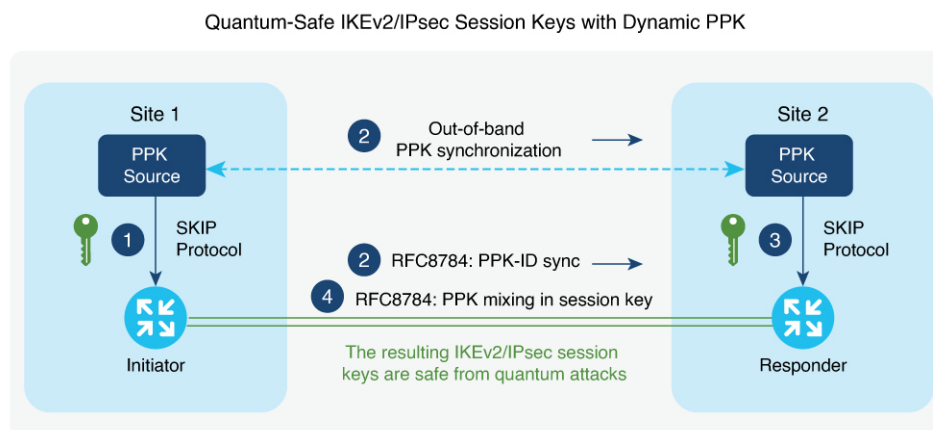 Quantum-Safe IKEv2/IPsec Session Keys with Dynamic PPK
Site 1
PPK
Source
1
SKIP
Protocol
Initiator
2
Out-of-band
PPK synchronization
2
RFC8784: PPK-ID sync
4
RFC8784: PPK mixing in session key
The resulting IKEv2/IPsec session
keys are safe from quantum attacks
Site 2
PPK
Source
3
SKIP
Protocol
Responder